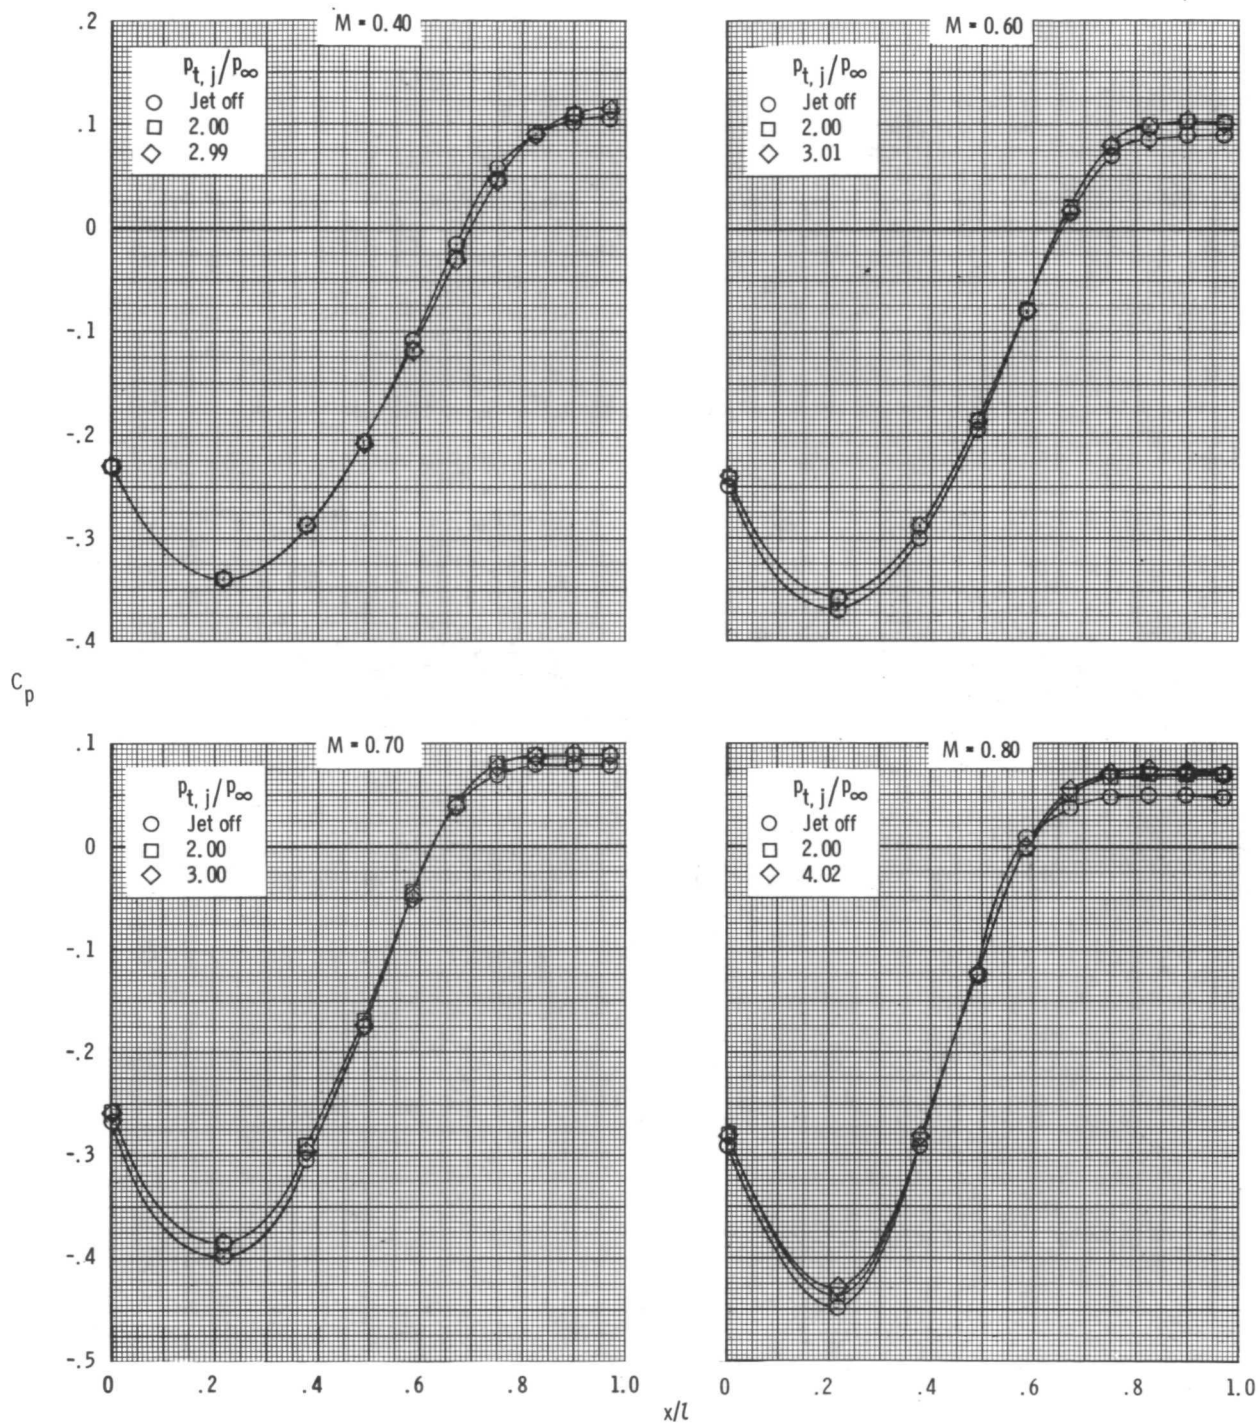 M = 0.40
p_t, j/p_∞
Jet off
2.00
2.99
.2
.1
0
-.1
-.2
-.3
-.4
M = 0.60
p_t, j/p_∞
Jet off
2.00
3.01
C_p
M = 0.70
p_t, j/p_∞
Jet off
2.00
3.00
.1
0
-.1
-.2
-.3
-.4
-.5
0 .2 .4 .6 .8 1.0
M = 0.80
p_t, j/p_∞
Jet off
2.00
4.02
0 .2 .4 .6 .8 1.0
x/l